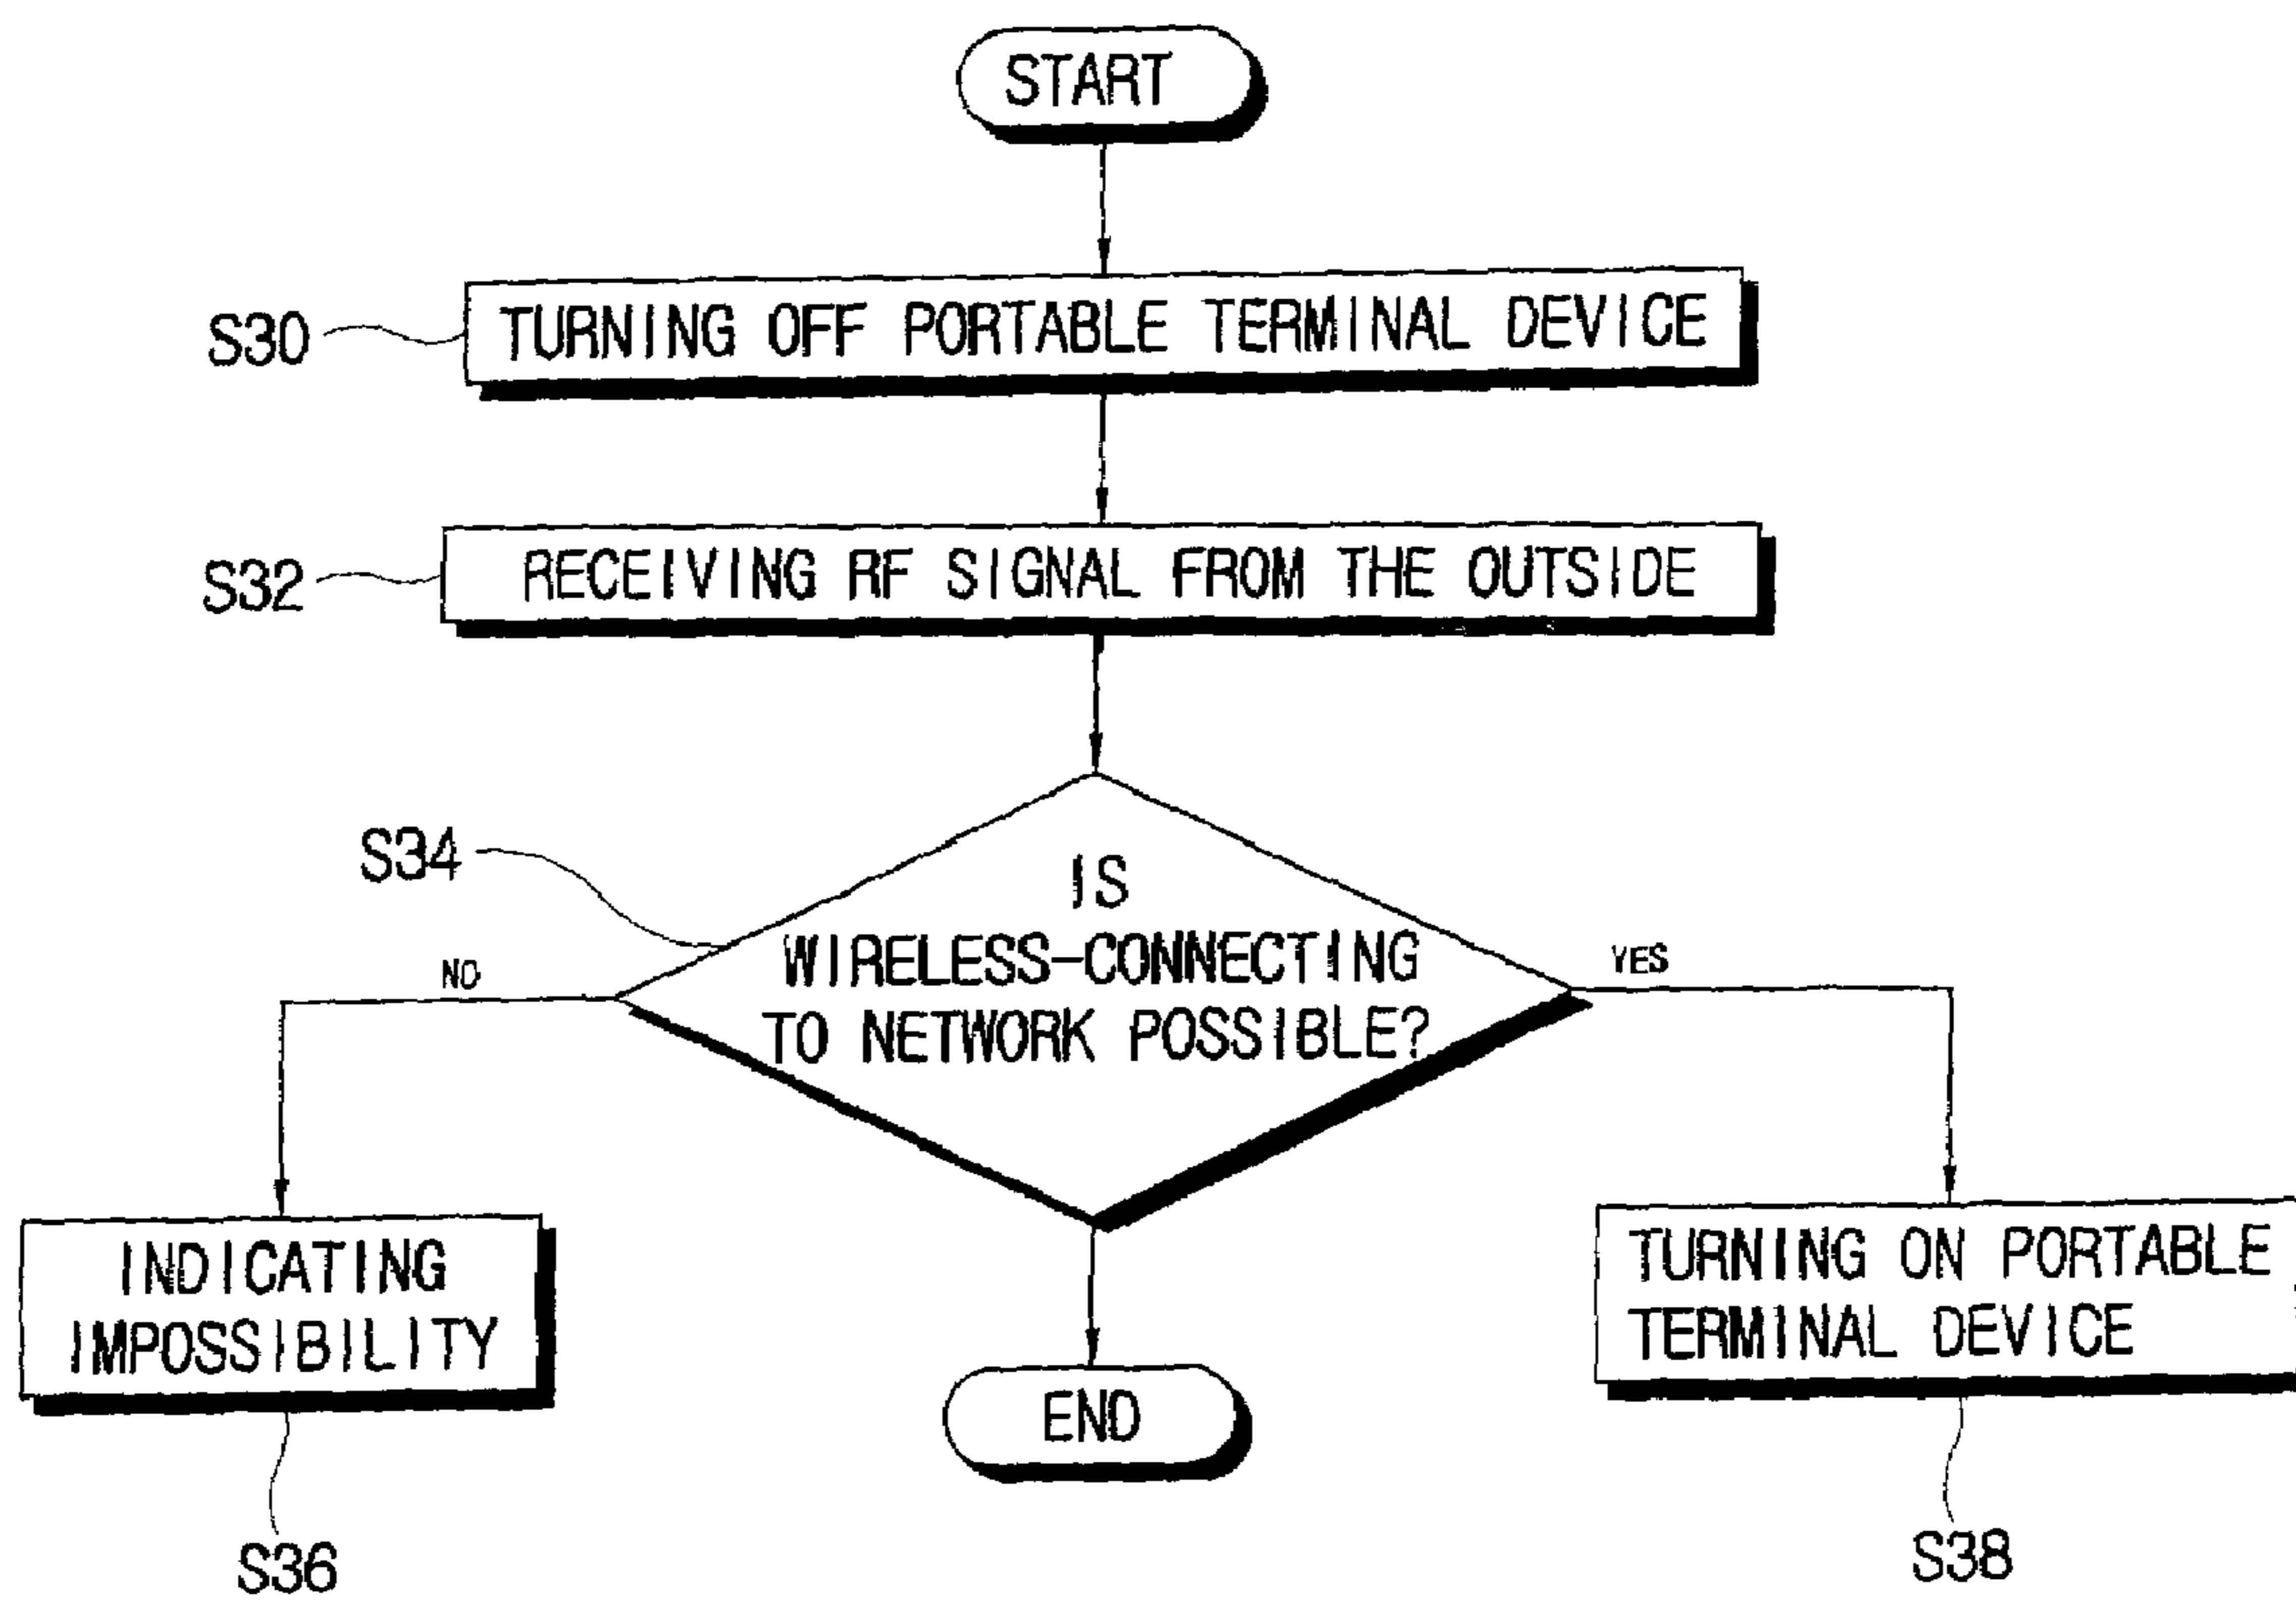 START
S30
TURNING OFF PORTABLE TERMINAL DEVICE
S32
RECEIVING RF SIGNAL FROM THE OUTSIDE
S34
IS
WIRELESS-CONNECTING
TO NETWORK POSSIBLE?
NO
YES
INDICATING
IMPOSSIBILITY
TURNING ON PORTABLE
TERMINAL DEVICE
END
S36
S38